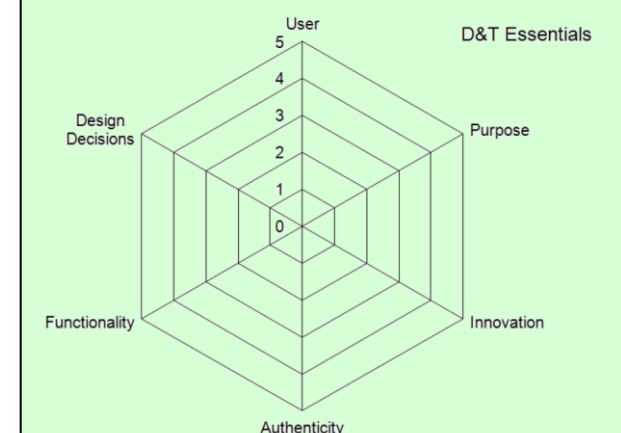 User
D&T Essentials
5
4
Design
Decisions
Purpose
3
2
1
0
Functionality
Innovation
Authenticity